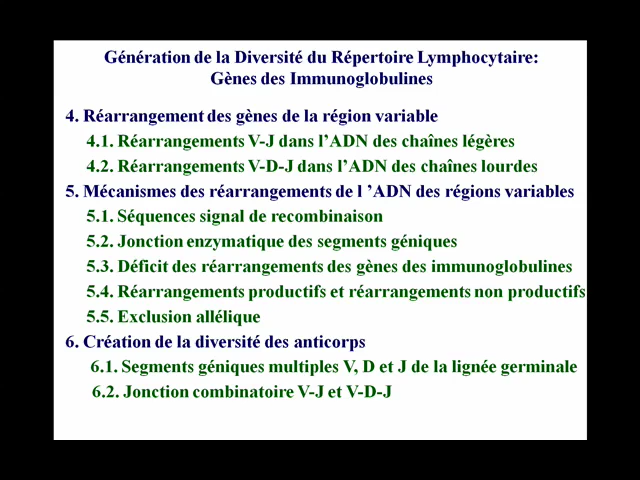 Génération de la Diversité du Répertoire Lymphocytaire:
Gènes des Immunoglobulines
4. Réarrangement des gènes de la région variable
4.1. Réarrangements V-J dans l’ADN des chaînes légères
4.2. Réarrangements V-D-J dans l’ADN des chaînes lourdes
5. Mécanismes des réarrangements de l ’ADN des régions variables
5.1. Séquences signal de recombinaison
5.2. Jonction enzymatique des segments géniques
5.3. Déficit des réarrangements des gènes des immunoglobulines
5.4. Réarrangements productifs et réarrangements non productifs
5.5. Exclusion allélique
6. Création de la diversité des anticorps
6.1. Segments géniques multiples V, D et J de la lignée germinale
6.2. Jonction combinatoire V-J et V-D-J